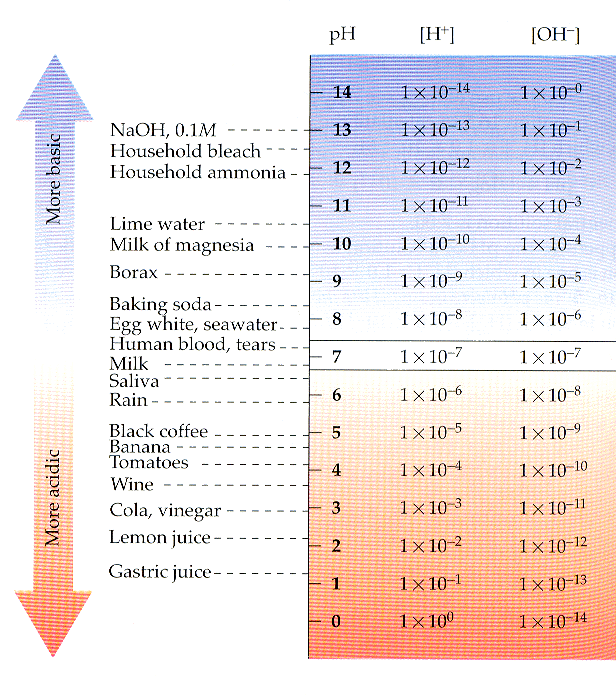 pH [H⁺] [OH⁻]
14 1×10⁻¹⁴ 1×10⁻⁰
NaOH, 0.1M 13 1×10⁻¹³ 1×10⁻¹
Household bleach
Household ammonia 12 1×10⁻¹² 1×10⁻²
More basic
11 1×10⁻¹¹ 1×10⁻³
Lime water
Milk of magnesia 10 1×10⁻¹⁰ 1×10⁻⁴
Borax 9 1×10⁻⁹ 1×10⁻⁵
Baking soda
Egg white, seawater 8 1×10⁻⁸ 1×10⁻⁶
Human blood, tears
Milk 7 1×10⁻⁷ 1×10⁻⁷
Saliva
Rain 6 1×10⁻⁶ 1×10⁻⁸
Black coffee 5 1×10⁻⁵ 1×10⁻⁹
Banana
Tomatoes 4 1×10⁻⁴ 1×10⁻¹⁰
Wine
More acidic
Cola, vinegar 3 1×10⁻³ 1×10⁻¹¹
Lemon juice 2 1×10⁻² 1×10⁻¹²
Gastric juice 1 1×10⁻¹ 1×10⁻¹³
0 1×10⁰ 1×10⁻¹⁴